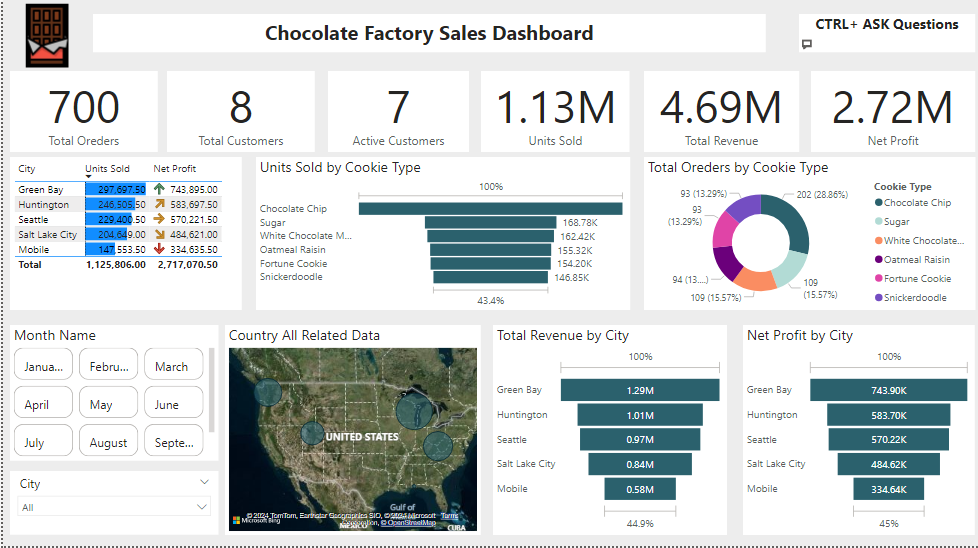 Chocolate Factory Sales Dashboard
CTRL+ ASK Questions
700
Total Oreders
8
Total Customers
7
Active Customers
1.13M
Units Sold
4.69M
Total Revenue
2.72M
Net Profit
City Units Sold Net Profit
Green Bay 297,697.50 743,895.00
Huntington 246,505.50 583,697.50
Seattle 229,400.50 570,221.50
Salt Lake City 204,649.00 484,621.00
Mobile 147,553.50 334,635.50
Total 1,125,806.00 2,717,070.50
Units Sold by Cookie Type
100%
Chocolate Chip
Sugar 168.78K
White Chocolate M... 162.42K
Oatmeal Raisin 155.32K
Fortune Cookie 154.20K
Snickerdoodle 146.85K
43.4%
Total Oreders by Cookie Type
93 (13.29%)
202 (28.86%)
93
(13.29%)
94 (13....)
109 (15.57%)
109
(15.57%)
Cookie Type
Chocolate Chip
Sugar
White Chocolate...
Oatmeal Raisin
Fortune Cookie
Snickerdoodle
Month Name
Janua...
Febru...
March
April
May
June
July
August
Septe...
City
All
Country All Related Data
UNITED STATES
Gulf of
MEXICO
CUBA
Microsoft Bing
© 2024 TomTom, Earthstar Geographics SIO, © 2024 Microsoft Terms
Corporation, © OpenStreetMap
Total Revenue by City
100%
Green Bay 1.29M
Huntington 1.01M
Seattle 0.97M
Salt Lake City 0.84M
Mobile 0.58M
44.9%
Net Profit by City
100%
Green Bay 743.90K
Huntington 583.70K
Seattle 570.22K
Salt Lake City 484.62K
Mobile 334.64K
45%